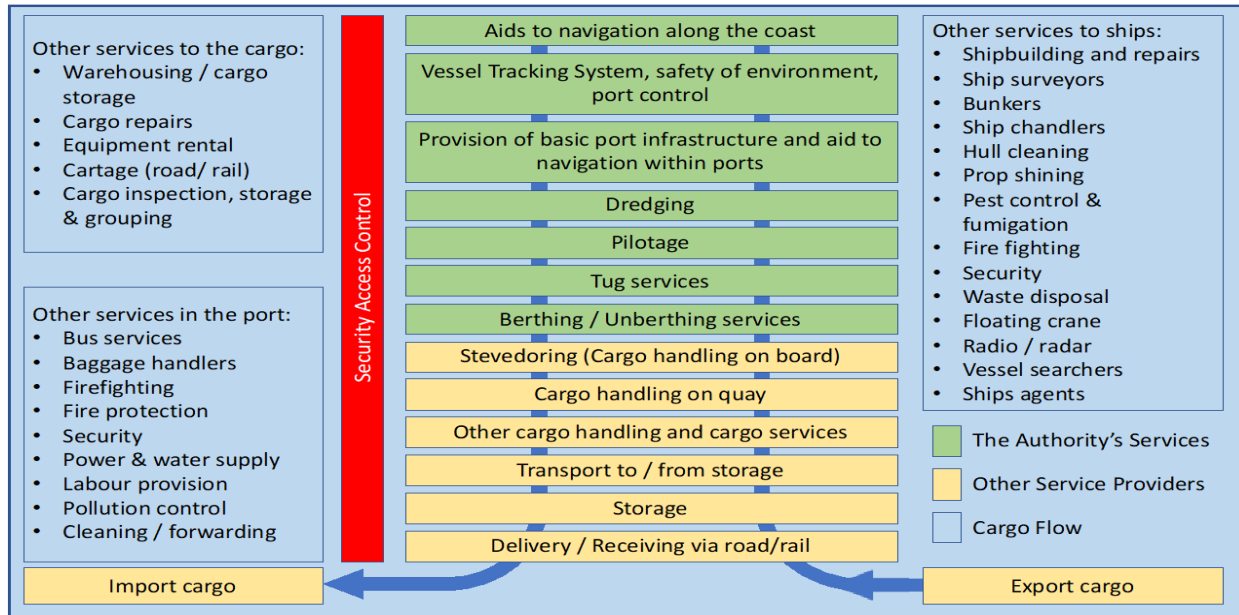 Other services to the cargo:
• Warehousing / cargo
storage
• Cargo repairs
• Equipment rental
• Cartage (road/ rail)
• Cargo inspection, storage
& grouping
Other services in the port:
• Bus services
• Baggage handlers
• Firefighting
• Fire protection
• Security
• Power & water supply
• Labour provision
• Pollution control
• Cleaning / forwarding
Import cargo
Security Access Control
Aids to navigation along the coast
Vessel Tracking System, safety of environment,
port control
Provision of basic port infrastructure and aid to
navigation within ports
Dredging
Pilotage
Tug services
Berthing / Unberthing services
Stevedoring (Cargo handling on board)
Cargo handling on quay
Other cargo handling and cargo services
Transport to / from storage
Storage
Delivery / Receiving via road/rail
Other services to ships:
• Shipbuilding and repairs
• Ship surveyors
• Bunkers
• Ship chandlers
• Hull cleaning
• Prop shining
• Pest control &
fumigation
• Fire fighting
• Security
• Waste disposal
• Floating crane
• Radio / radar
• Vessel searchers
• Ships agents
The Authority's Services
Other Service Providers
Cargo Flow
Export cargo